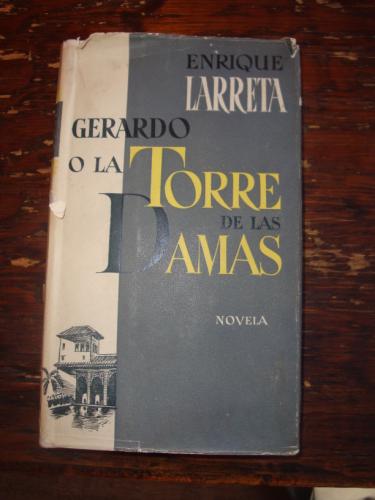 ENRIQUE
LARRETA
GERARDO
O LA TORRE
DE LAS
DAMAS
NOVELA